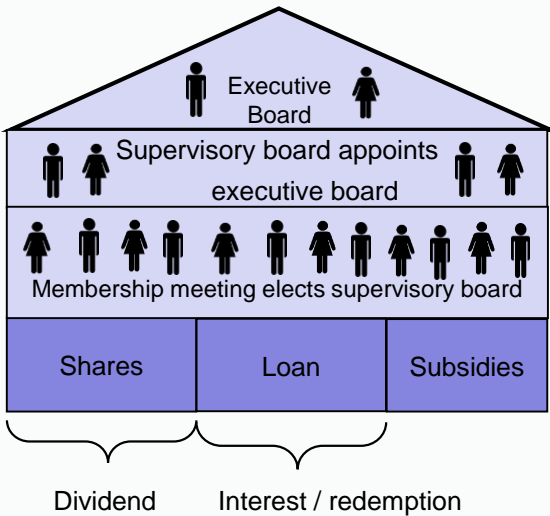 Executive
Board
Supervisory board appoints
executive board
Membership meeting elects supervisory board
Shares
Loan
Subsidies
Dividend
Interest / redemption